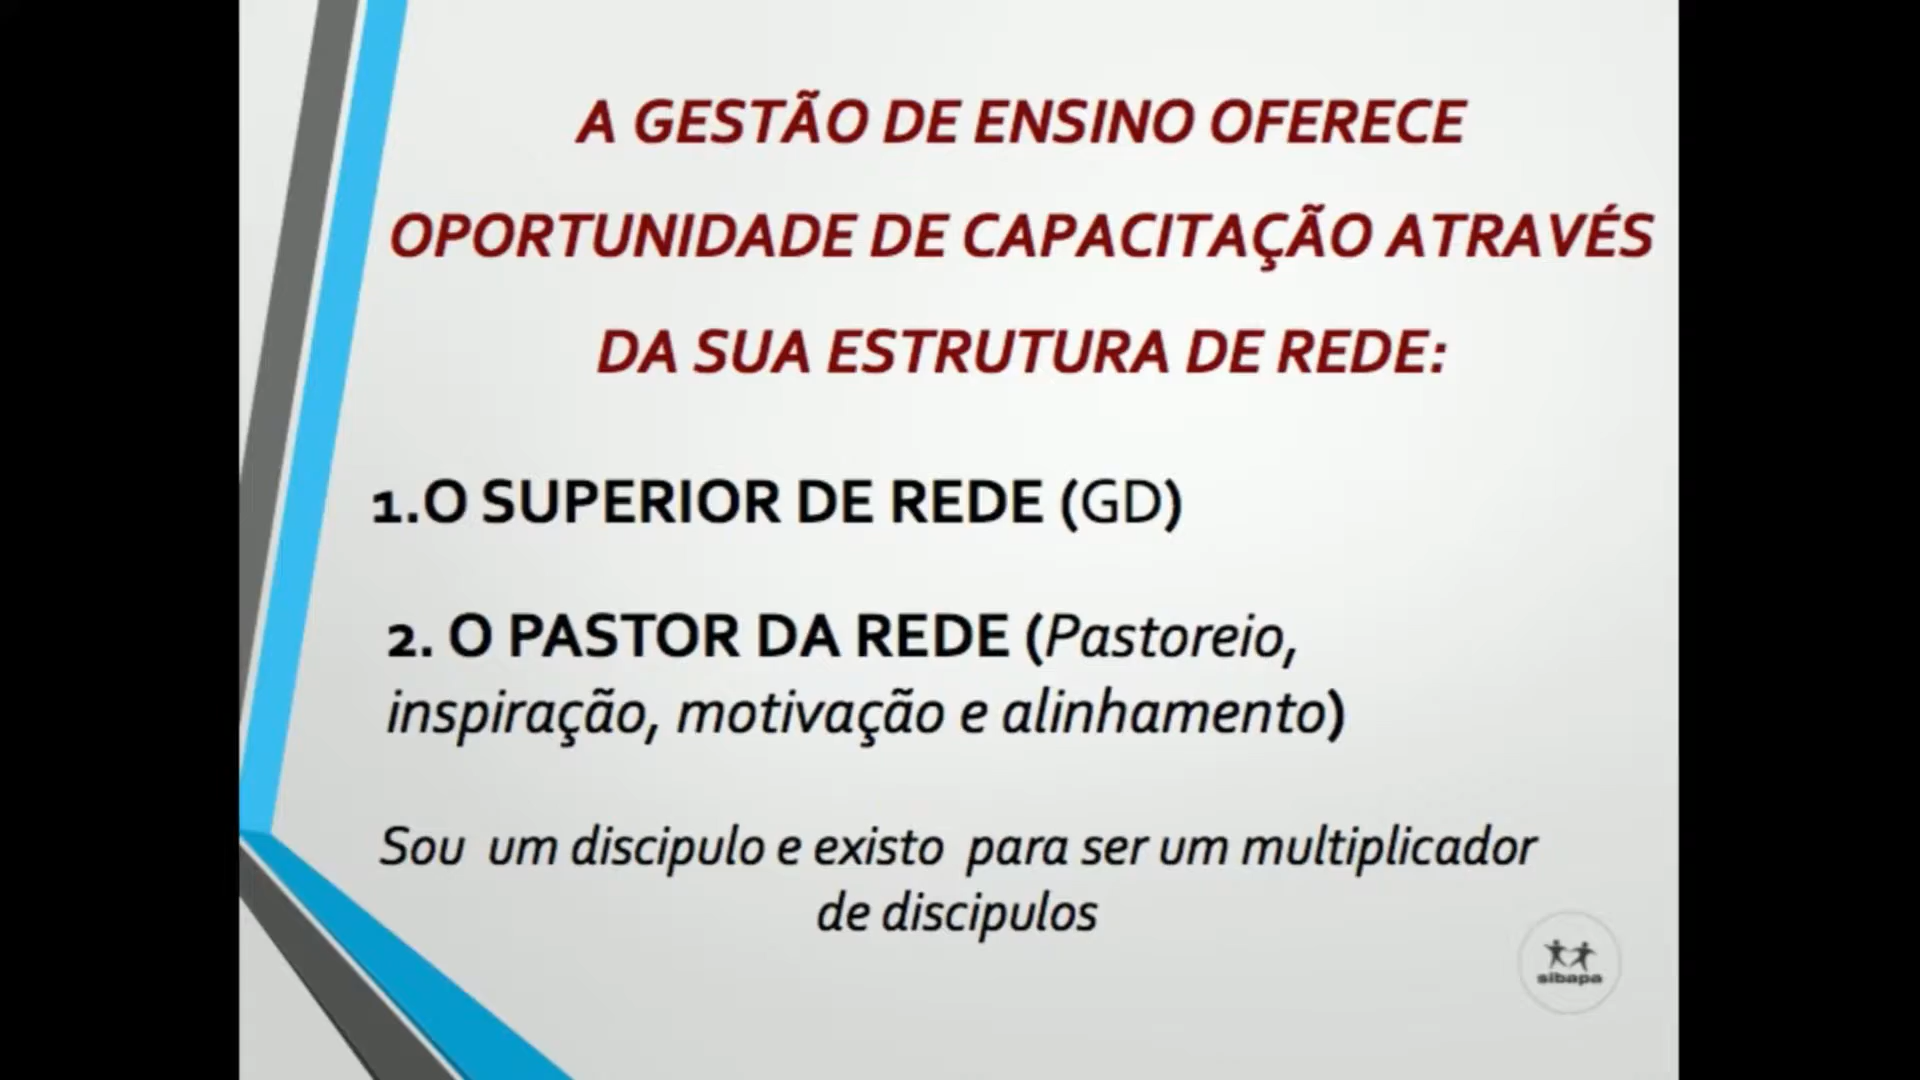 A GESTÃO DE ENSINO OFERECE
OPORTUNIDADE DE CAPACITAÇÃO ATRAVÉS
DA SUA ESTRUTURA DE REDE:
1.O SUPERIOR DE REDE (GD)
2. O PASTOR DA REDE (Pastoreio,
inspiração, motivação e alinhamento)
Sou um discipulo e existo para ser um multiplicador
de discipulos
sibapa